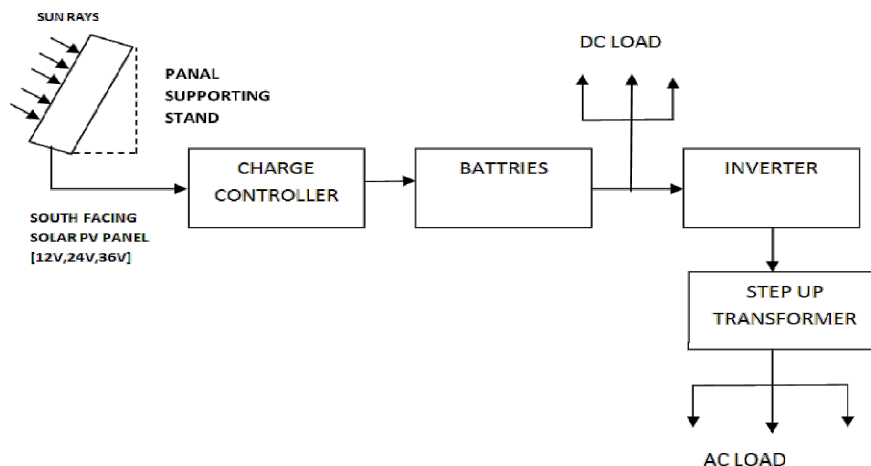 SUN RAYS
PANAL
SUPPORTING
STAND
DC LOAD
CHARGE
CONTROLLER
BATTRIES
INVERTER
SOUTH FACING
SOLAR PV PANEL
[12V,24V,36V]
STEP UP
TRANSFORMER
AC LOAD